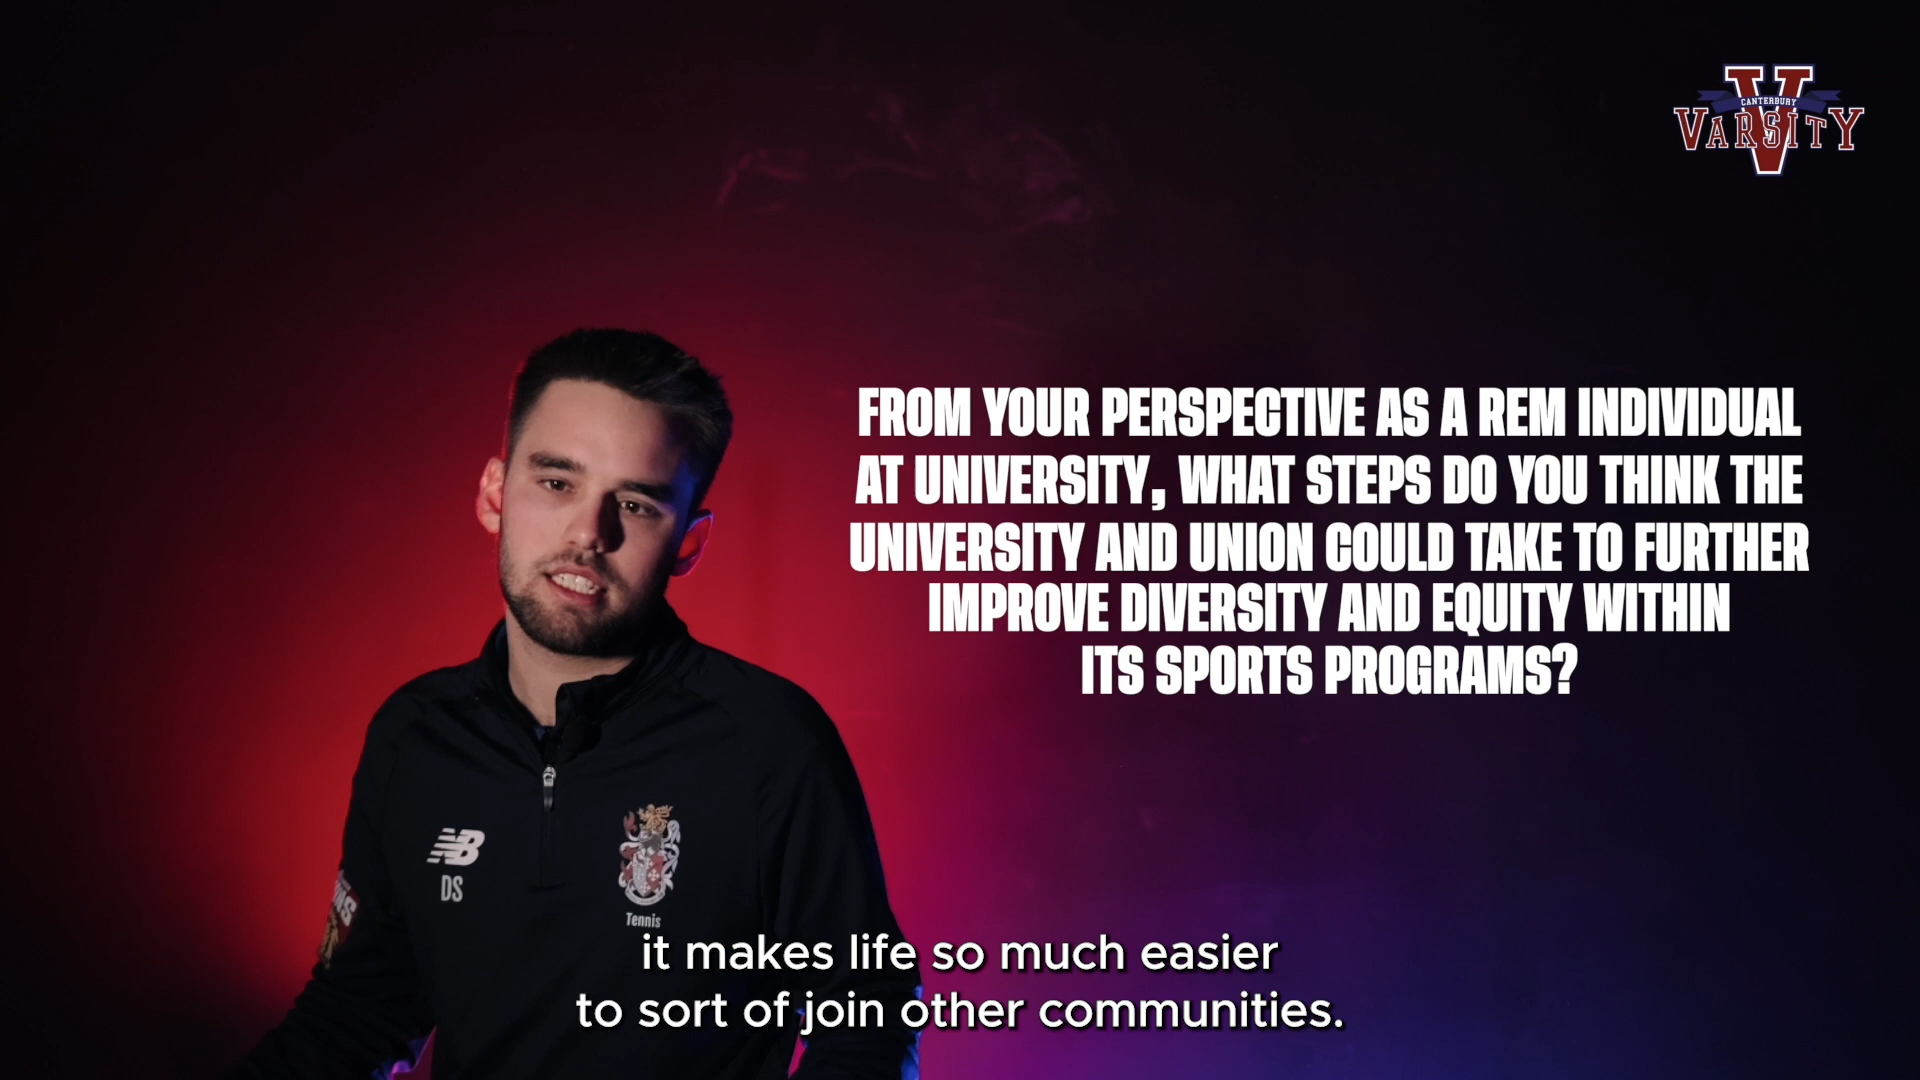 CANTERBURY
VARSITY
FROM YOUR PERSPECTIVE AS A REM INDIVIDUAL
AT UNIVERSITY, WHAT STEPS DO YOU THINK THE
UNIVERSITY AND UNION COULD TAKE TO FURTHER
IMPROVE DIVERSITY AND EQUITY WITHIN
ITS SPORTS PROGRAMS?
NB
DS
Tennis
it makes life so much easier
to sort of join other communities.